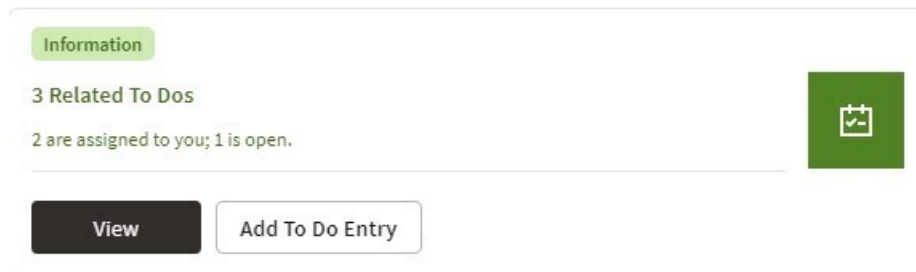 Information
3 Related To Dos
2 are assigned to you; 1 is open.
View
Add To Do Entry